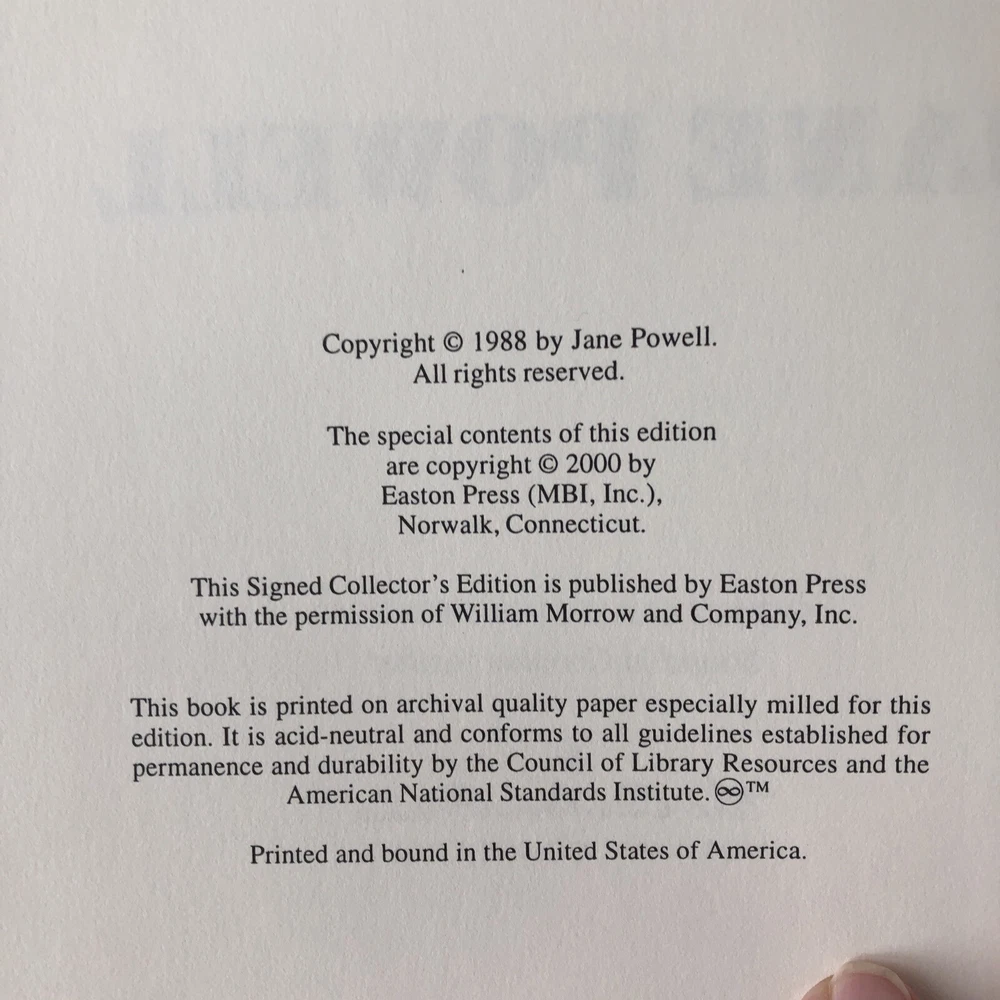 Copyright © 1988 by Jane Powell.
All rights reserved.
The special contents of this edition
are copyright © 2000 by
Easton Press (MBI, Inc.),
Norwalk, Connecticut.
This Signed Collector's Edition is published by Easton Press
with the permission of William Morrow and Company, Inc.
This book is printed on archival quality paper especially milled for this
edition. It is acid-neutral and conforms to all guidelines established for
permanence and durability by the Council of Library Resources and the
American National Standards Institute. ♾™
Printed and bound in the United States of America.